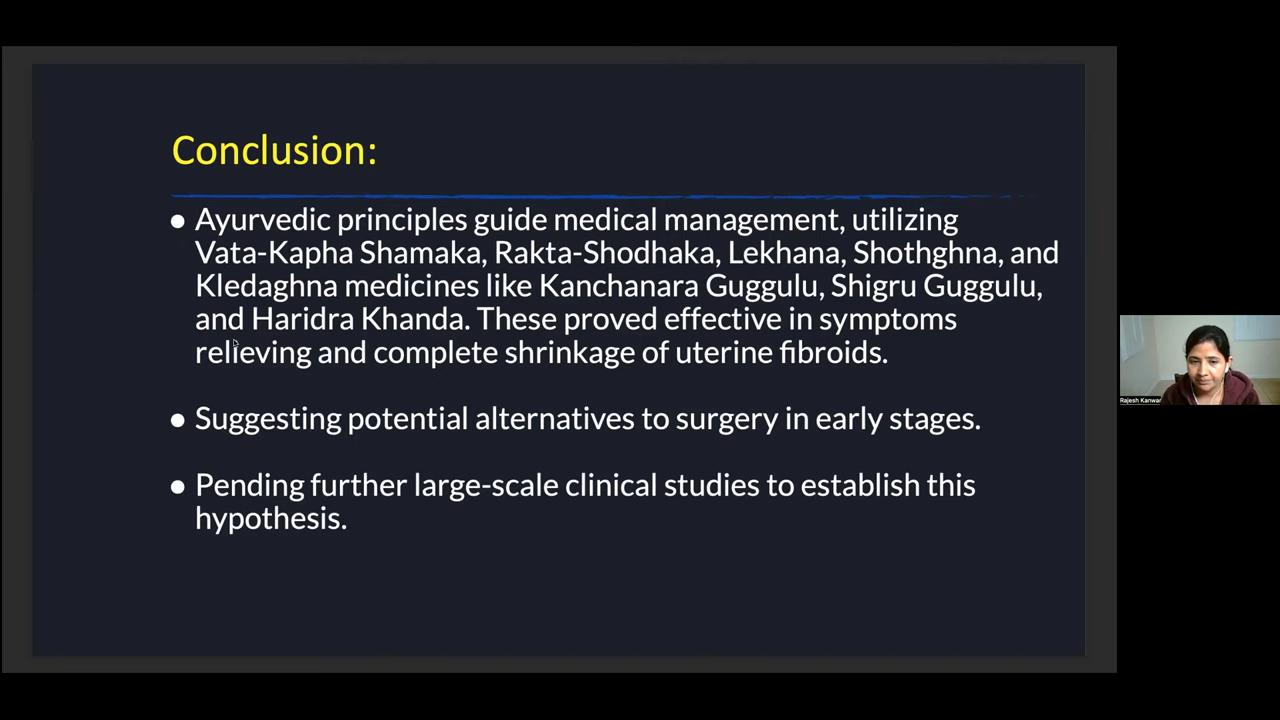 Conclusion:
● Ayurvedic principles guide medical management, utilizing
Vata-Kapha Shamaka, Rakta-Shodhaka, Lekhana, Shothghna, and
Kledaghna medicines like Kanchanara Guggulu, Shigru Guggulu,
and Haridra Khanda. These proved effective in symptoms
relieving and complete shrinkage of uterine fibroids.
● Suggesting potential alternatives to surgery in early stages.
● Pending further large-scale clinical studies to establish this
hypothesis.
Rajesh Kanwar